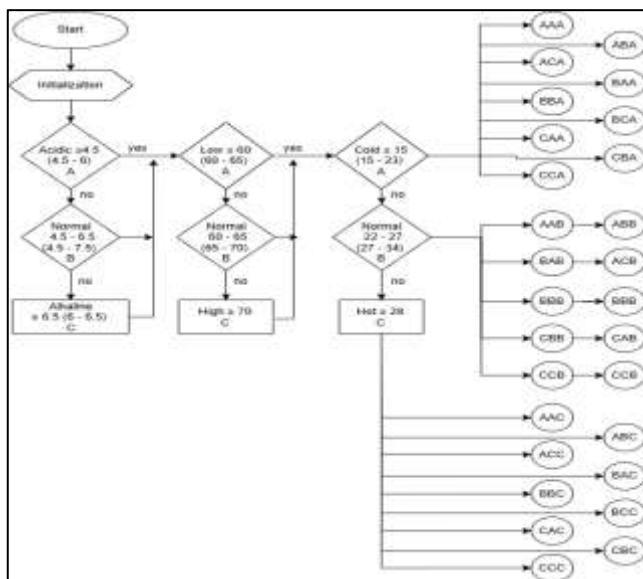 Start
Initialization
Acidic ≥4.5
(4.5 - 6)
A
yes
Low ≥ 60
(60 - 65)
A
yes
Cold ≥ 15
(15 - 23)
A
no
no
no
Normal
4.5 - 6.5
(4.5 - 7.5)
B
Normal
60 - 65
(65 - 70)
B
Normal
22 - 27
(27 - 34)
B
no
no
no
Alkaline
≥ 6.5 (6 - 6.5)
C
High ≥ 70
C
Hot ≥ 28
C
AAA
ABA
ACA
BAA
BBA
BCA
CAA
CBA
CCA
AAB
ABB
BAB
ACB
BBB
BBB
CBB
CAB
CCB
CCB
AAC
ABC
ACC
BAC
BBC
BCC
CAC
CBC
CCC